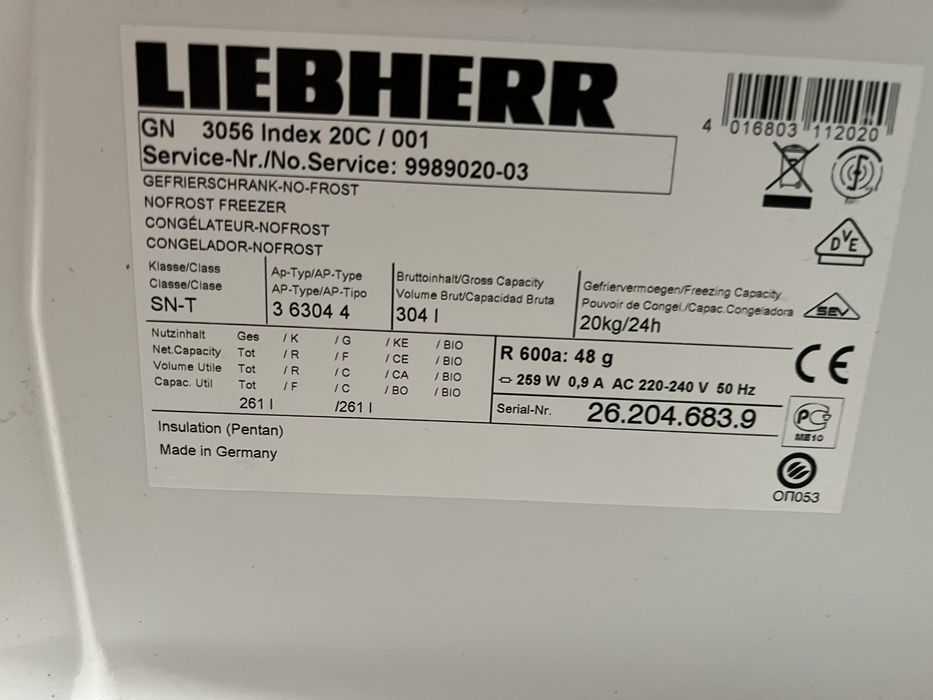 LIEBHERR
4 016803 112020
GN 3056 Index 20C / 001
Service-Nr./No.Service: 9989020-03
GEFRIERSCHRANK-NO-FROST
NOFROST FREEZER
CONGÉLATEUR-NOFROST
CONGELADOR-NOFROST
DVE
SEV
Klasse/Class
Classe/Clase
SN-T
Ap-Typ/AP-Type
AP-Type/AP-Tipo
3 6304 4
Bruttoinhalt/Gross Capacity
Volume Brut/Capacidad Bruta
304 l
Gefriervermoegen/Freezing Capacity
Pouvoir de Congel./Capac.Congeladora
20kg/24h
Nutzinhalt Ges / K / G / KE / BIO
Net.Capacity Tot / R / F / CE / BIO
Volume Utile Tot / R / C / CA / BIO
Capac. Util Tot / F / C / BO / BIO
261 l /261 l
R 600a: 48 g
259 W 0,9 A AC 220-240 V 50 Hz
Serial-Nr. 26.204.683.9
CE
PC
ME10
ОП053
Insulation (Pentan)
Made in Germany